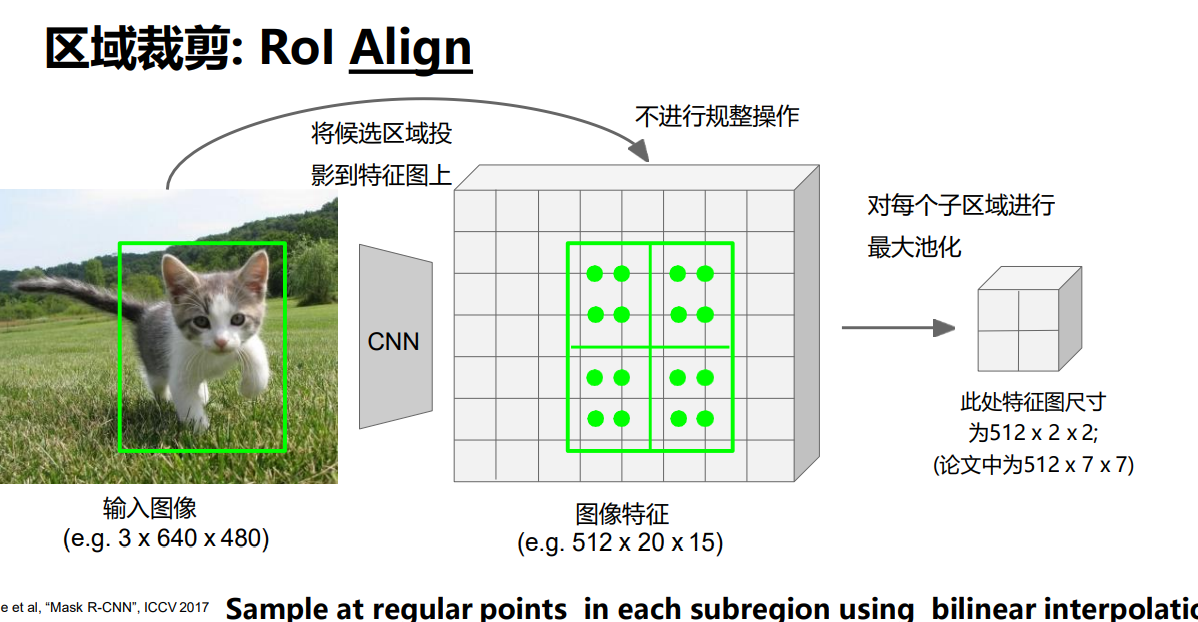 区域裁剪: RoI Align
不进行规整操作
将候选区域投
影到特征图上
对每个子区域进行
最大池化
CNN
此处特征图尺寸
为512 x 2 x 2;
(论文中为512 x 7 x 7)
输入图像
(e.g. 3 x 640 x 480)
图像特征
(e.g. 512 x 20 x 15)
e et al, “Mask R-CNN”, ICCV 2017
Sample at regular points in each subregion using bilinear interpolatio